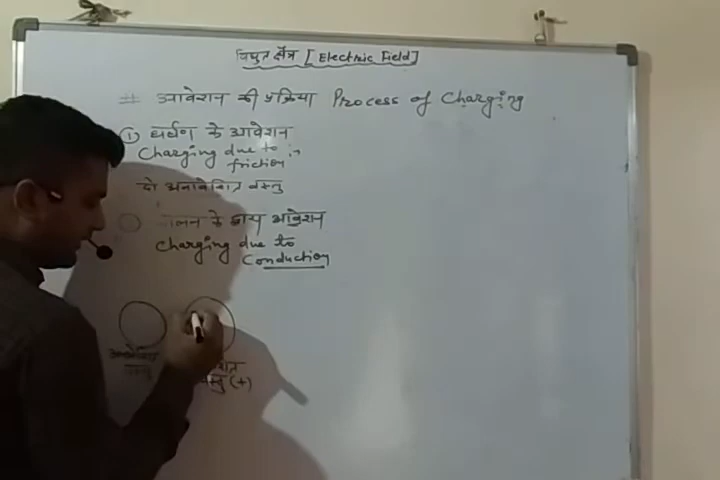 विद्युत क्षेत्र [Electric Field]
# आवेशन की प्रक्रिया Process of Charging
① घर्षण के आवेशन
Charging due to :-
friction
दो अनावेशित वस्तु
चालन के द्वारा आवेशन
Charging due to
Conduction
वस्तु (+)